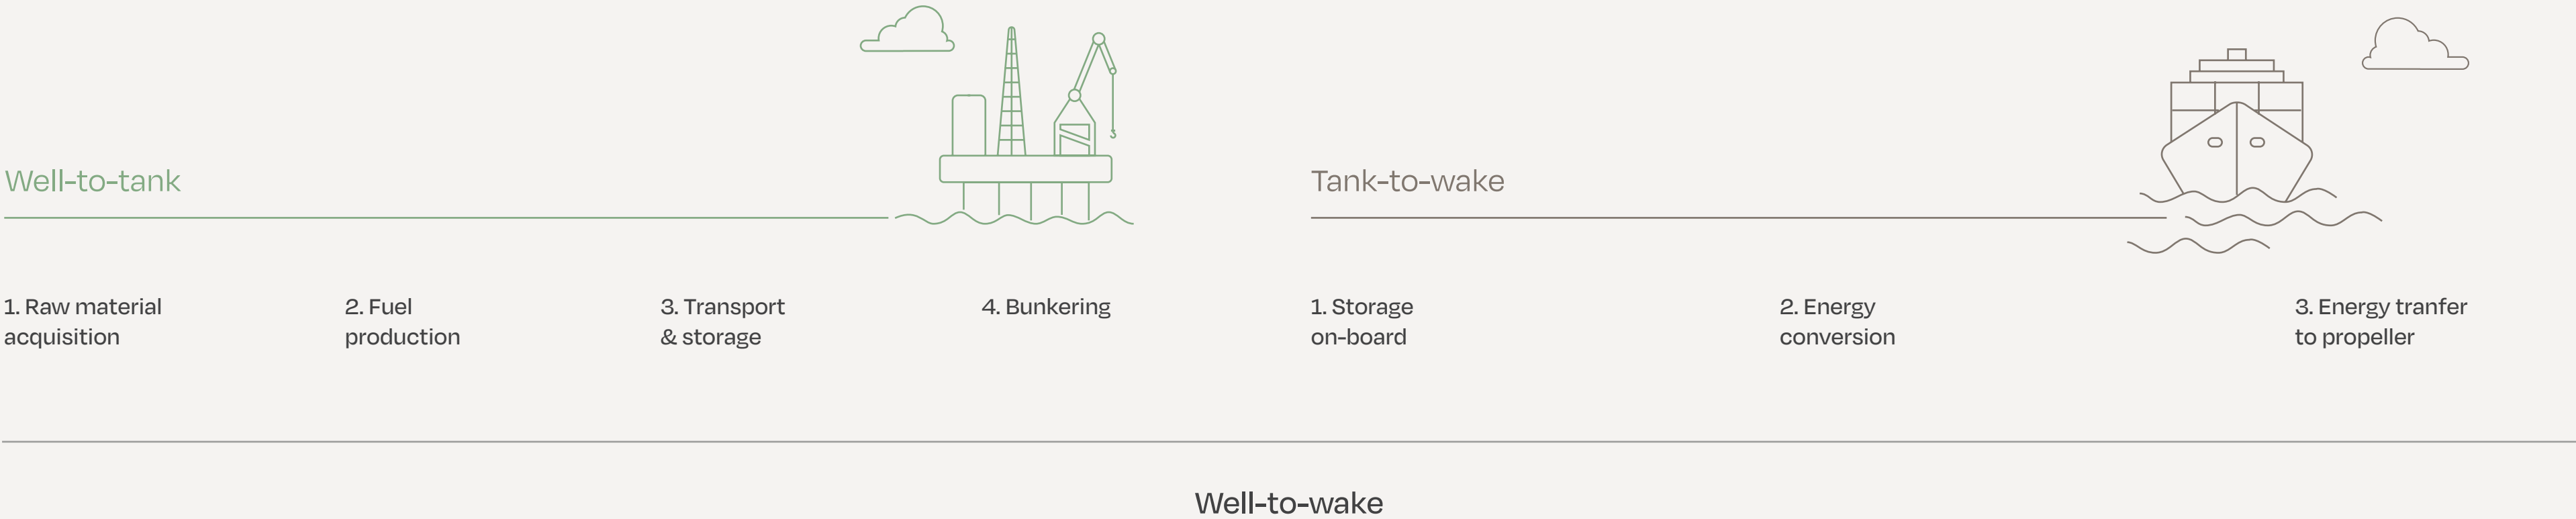 Well-to-tank
Tank-to-wake
1. Raw material
acquisition
2. Fuel
production
3. Transport
& storage
4. Bunkering
1. Storage
on-board
2. Energy
conversion
3. Energy tranfer
to propeller
Well-to-wake